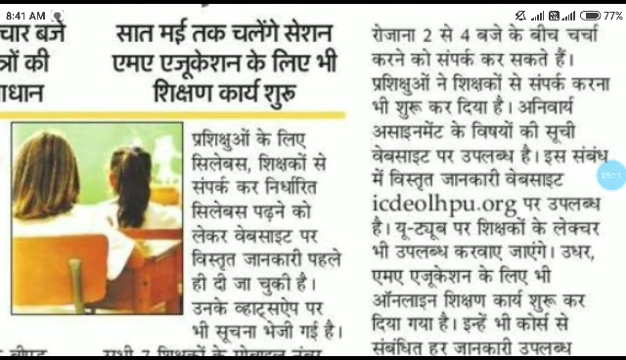 8:41 AM
77%
चार बजे
त्रों की
ाधान
सात मई तक चलेंगे सेशन
एमए एजूकेशन के लिए भी
शिक्षण कार्य शुरू
प्रशिक्षुओं के लिए
सिलेबस, शिक्षकों से
संपर्क कर निर्धारित
सिलेबस पढ़ने को
लेकर वेबसाइट पर
विस्तृत जानकारी पहले
ही दी जा चुकी है।
उनके व्हाट्सऐप पर
भी सूचना भेजी गई है।
रोजाना 2 से 4 बजे के बीच चर्चा
करने को संपर्क कर सकते हैं।
प्रशिक्षुओं ने शिक्षकों से संपर्क करना
भी शुरू कर दिया है। अनिवार्य
असाइनमेंट के विषयों की सूची
वेबसाइट पर उपलब्ध है। इस संबंध
में विस्तृत जानकारी वेबसाइट
icdeolhpu.org पर उपलब्ध
है। यू-ट्यूब पर शिक्षकों के लेक्चर
भी उपलब्ध करवाए जाएंगे। उधर,
एमए एजूकेशन के लिए भी
ऑनलाइन शिक्षण कार्य शुरू कर
दिया गया है। इन्हें भी कोर्स से
संबंधित हर जानकारी उपलब्ध
05:11